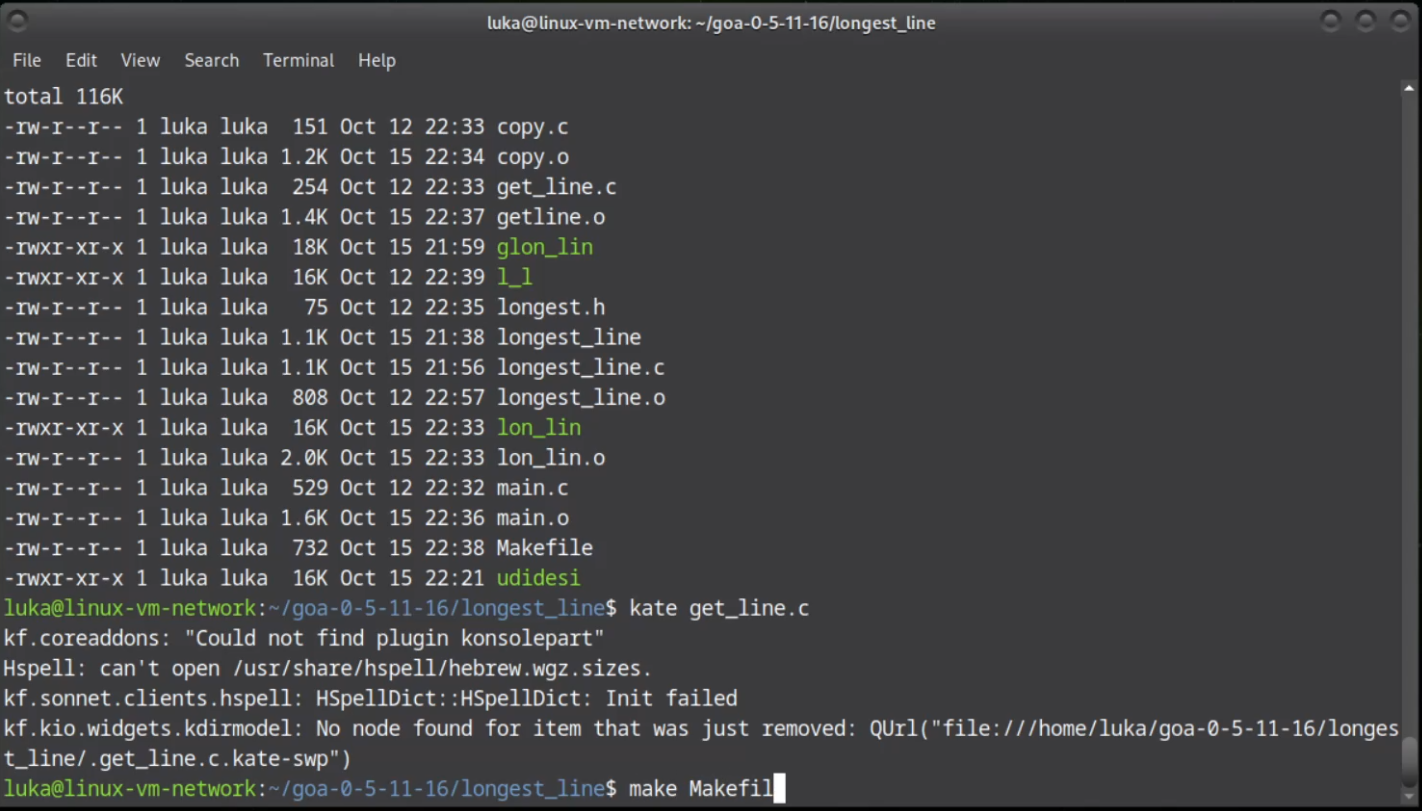 luka@linux-vm-network: ~/goa-0-5-11-16/longest_line
File Edit View Search Terminal Help
total 116K
-rw-r--r-- 1 luka luka  151 Oct 12 22:33 copy.c
-rw-r--r-- 1 luka luka 1.2K Oct 15 22:34 copy.o
-rw-r--r-- 1 luka luka  254 Oct 12 22:33 get_line.c
-rw-r--r-- 1 luka luka 1.4K Oct 15 22:37 getline.o
-rwxr-xr-x 1 luka luka  18K Oct 15 21:59 glon_lin
-rwxr-xr-x 1 luka luka  16K Oct 12 22:39 l_l
-rw-r--r-- 1 luka luka   75 Oct 12 22:35 longest.h
-rw-r--r-- 1 luka luka 1.1K Oct 15 21:38 longest_line
-rw-r--r-- 1 luka luka 1.1K Oct 15 21:56 longest_line.c
-rw-r--r-- 1 luka luka  808 Oct 12 22:57 longest_line.o
-rwxr-xr-x 1 luka luka  16K Oct 15 22:33 lon_lin
-rw-r--r-- 1 luka luka 2.0K Oct 15 22:33 lon_lin.o
-rw-r--r-- 1 luka luka  529 Oct 12 22:32 main.c
-rw-r--r-- 1 luka luka 1.6K Oct 15 22:36 main.o
-rw-r--r-- 1 luka luka  732 Oct 15 22:38 Makefile
-rwxr-xr-x 1 luka luka  16K Oct 15 22:21 udidesi
luka@linux-vm-network:~/goa-0-5-11-16/longest_line$ kate get_line.c
kf.coreaddons: "Could not find plugin konsolepart"
Hspell: can't open /usr/share/hspell/hebrew.wgz.sizes.
kf.sonnet.clients.hspell: HSpellDict::HSpellDict: Init failed
kf.kio.widgets.kdirmodel: No node found for item that was just removed: QUrl("file:///home/luka/goa-0-5-11-16/longes
t_line/.get_line.c.kate-swp")
luka@linux-vm-network:~/goa-0-5-11-16/longest_line$ make Makefil